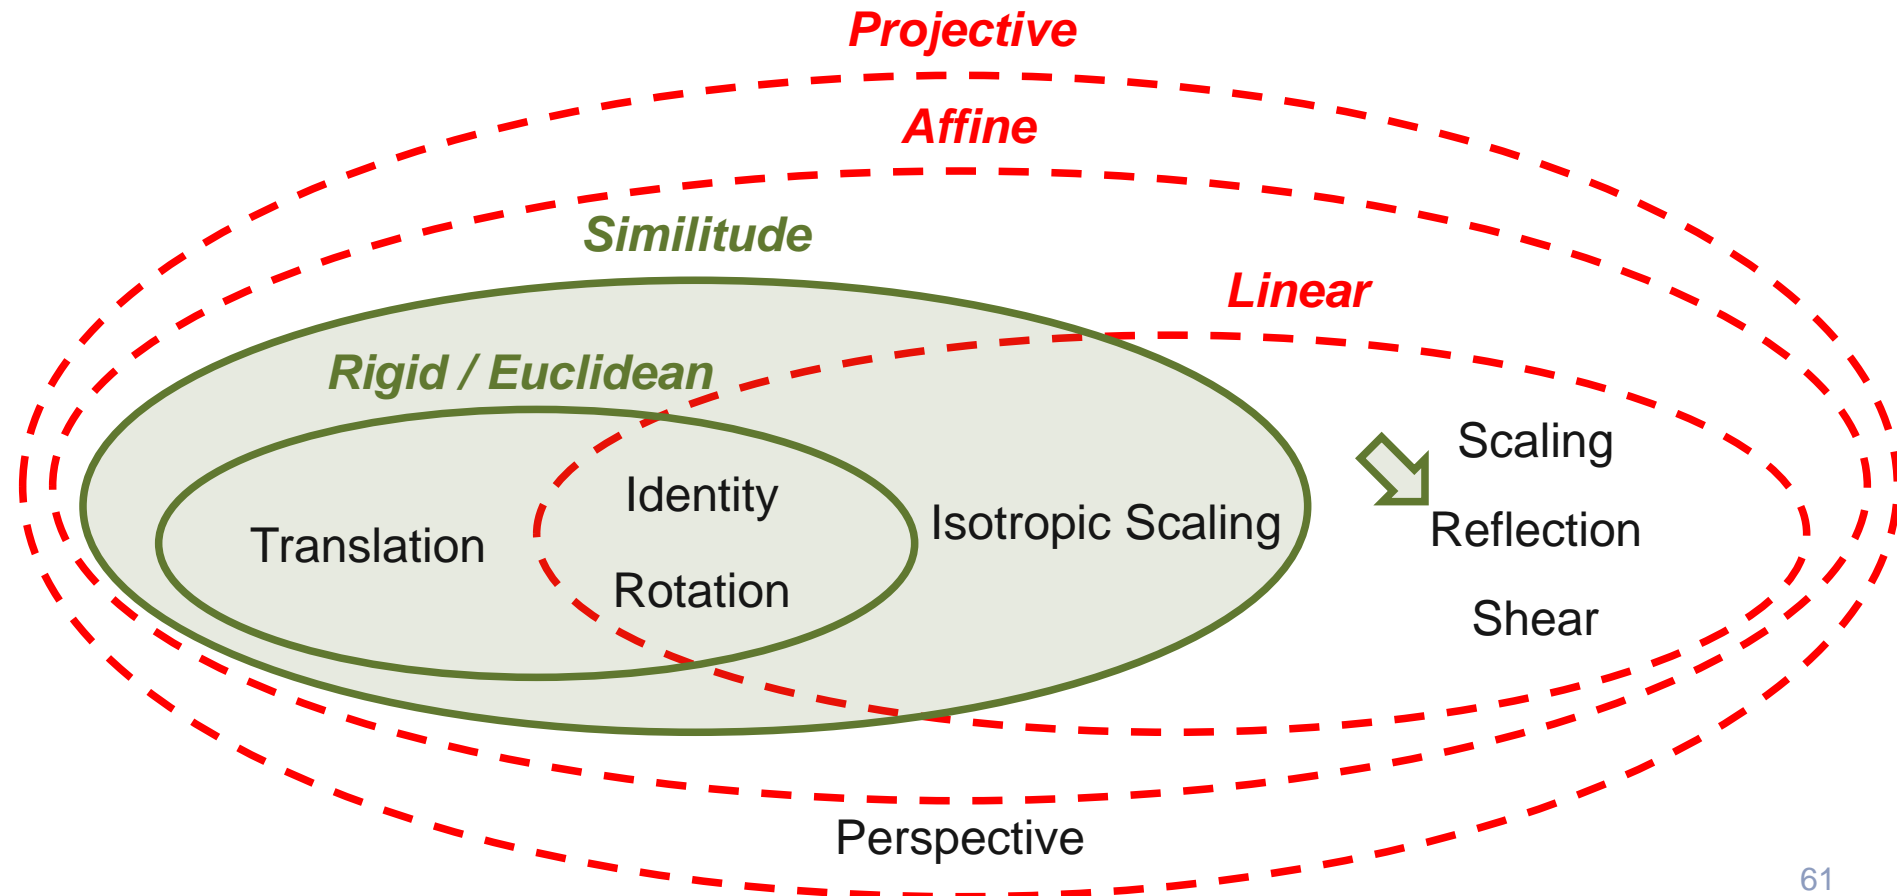 Projective
Affine
Similitude
Linear
Rigid / Euclidean
Scaling
Identity
Isotropic Scaling
Translation
Reflection
Rotation
Shear
Perspective
61